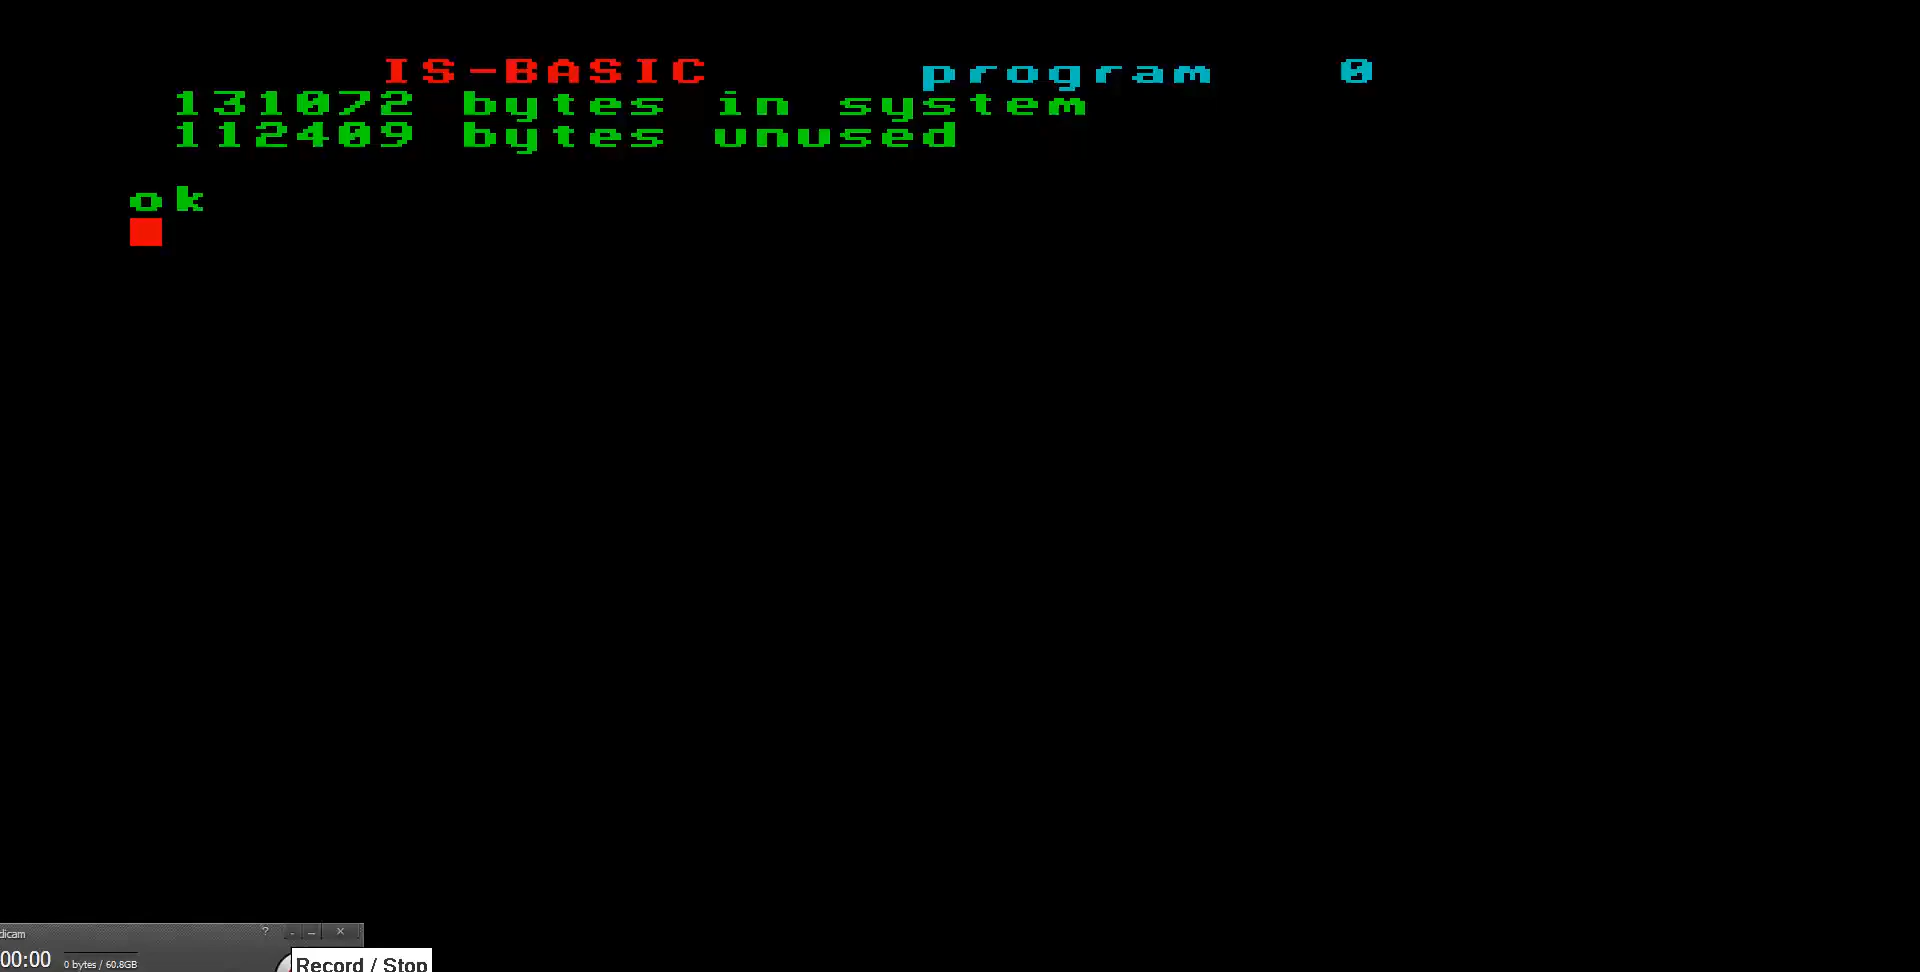 IS-BASIC program 0
131072 bytes in system
112409 bytes unused
ok
dicam ? . – ×
00:00 0 bytes / 60.8GB
Record / Stop